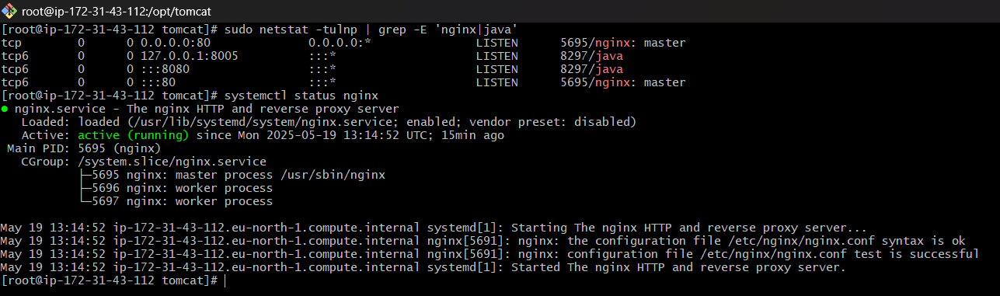 root@ip-172-31-43-112:/opt/tomcat
[root@ip-172-31-43-112 tomcat]# sudo netstat -tulnp | grep -E 'nginx|java'
tcp        0      0 0.0.0.0:80              0.0.0.0:*               LISTEN      5695/nginx: master
tcp6       0      0 127.0.0.1:8005          :::*                    LISTEN      8297/java
tcp6       0      0 :::8080                 :::*                    LISTEN      8297/java
tcp6       0      0 :::80                   :::*                    LISTEN      5695/nginx: master
[root@ip-172-31-43-112 tomcat]# systemctl status nginx
● nginx.service - The nginx HTTP and reverse proxy server
   Loaded: loaded (/usr/lib/systemd/system/nginx.service; enabled; vendor preset: disabled)
   Active: active (running) since Mon 2025-05-19 13:14:52 UTC; 15min ago
 Main PID: 5695 (nginx)
   CGroup: /system.slice/nginx.service
           ├─5695 nginx: master process /usr/sbin/nginx
           ├─5696 nginx: worker process
           └─5697 nginx: worker process

May 19 13:14:52 ip-172-31-43-112.eu-north-1.compute.internal systemd[1]: Starting The nginx HTTP and reverse proxy server...
May 19 13:14:52 ip-172-31-43-112.eu-north-1.compute.internal nginx[5691]: nginx: the configuration file /etc/nginx/nginx.conf syntax is ok
May 19 13:14:52 ip-172-31-43-112.eu-north-1.compute.internal nginx[5691]: nginx: configuration file /etc/nginx/nginx.conf test is successful
May 19 13:14:52 ip-172-31-43-112.eu-north-1.compute.internal systemd[1]: Started The nginx HTTP and reverse proxy server.
[root@ip-172-31-43-112 tomcat]#